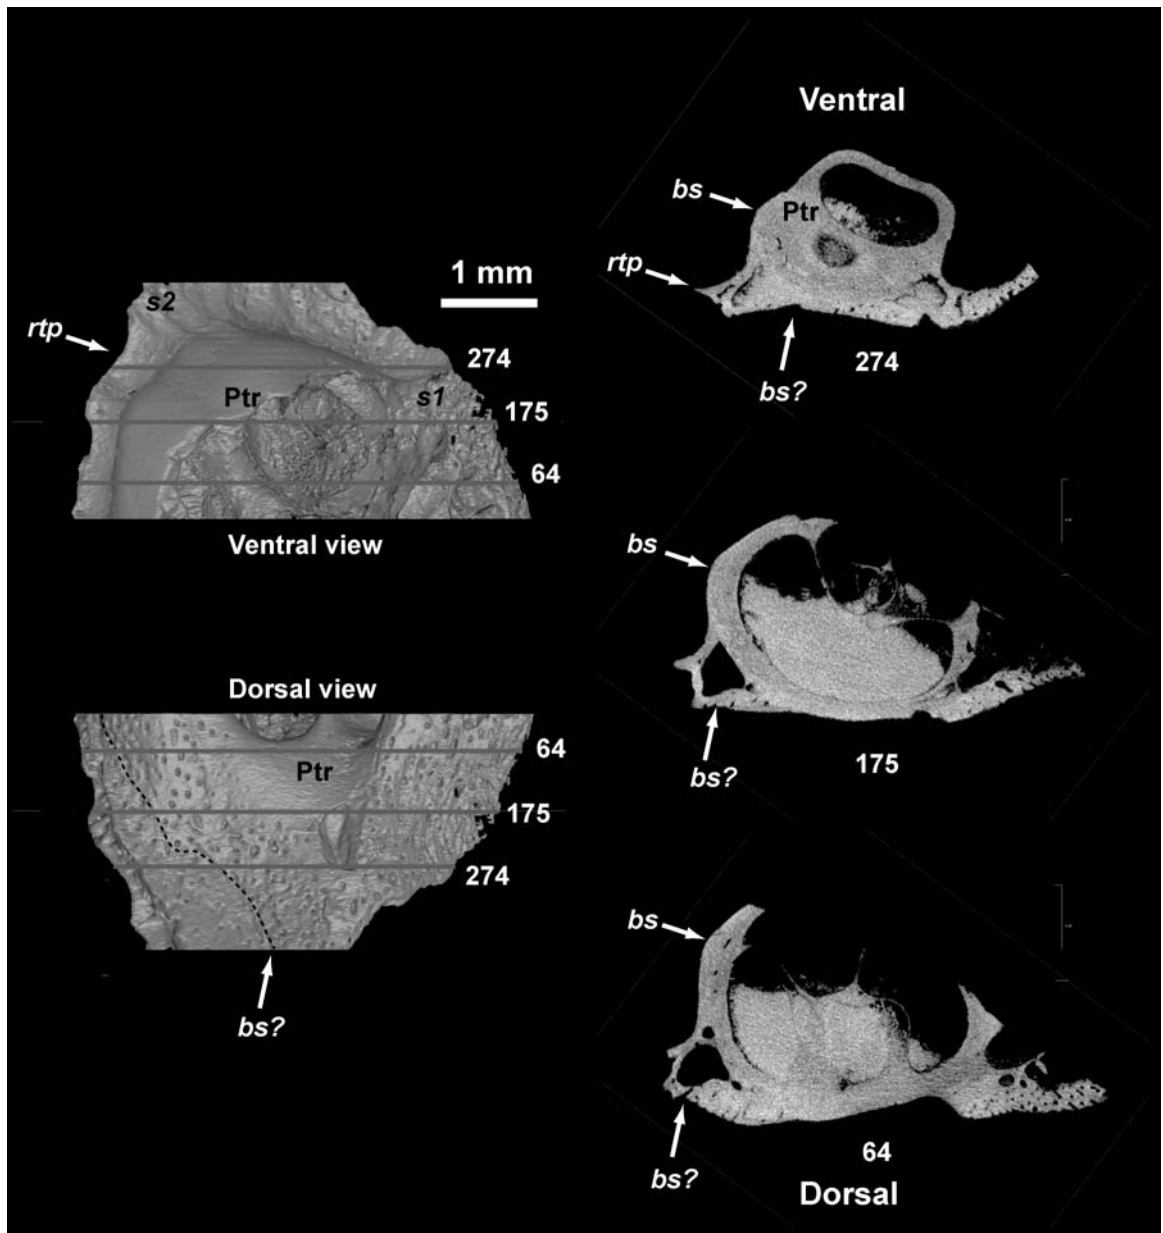 Ventral
bs
Ptr
rtp
274
bs?
1 mm
s2
rtp
274
Ptr
s1
175
64
Ventral view
bs
bs?
175
Dorsal view
64
Ptr
175
274
bs?
bs
bs?
64
Dorsal